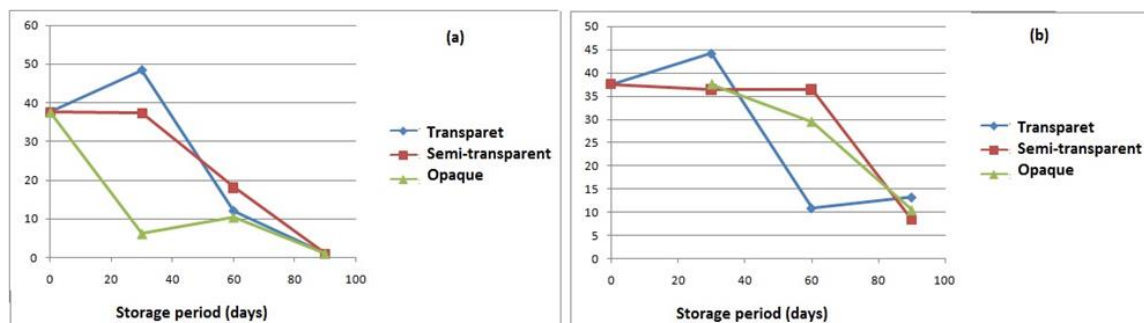 (a)
60
50
40
30
20
10
0
0 20 40 60 80 100
Storage period (days)
Transparet
Semi-transparent
Opaque
(b)
50
45
40
35
30
25
20
15
10
5
0
0 20 40 60 80 100
Storage period (days)
Transparet
Semi-transparent
Opaque